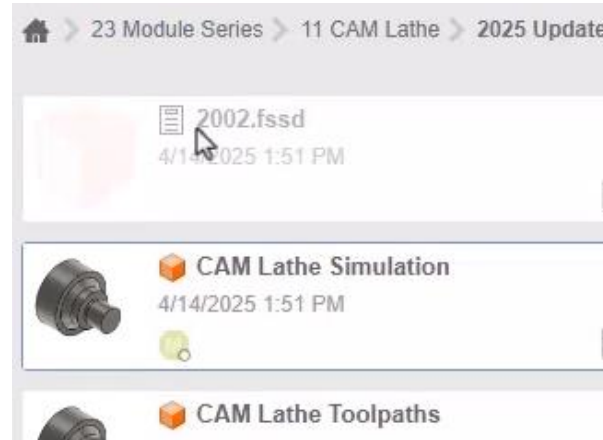 23 Module Series 11 CAM Lathe 2025 Update
2002.fssd
4/14/2025 1:51 PM
CAM Lathe Simulation
4/14/2025 1:51 PM
CAM Lathe Toolpaths